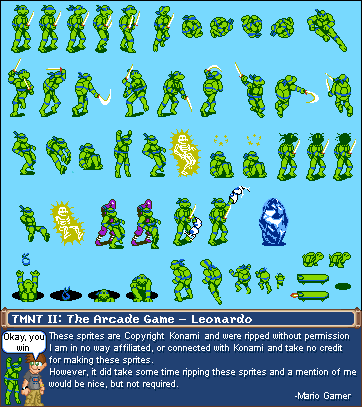 TMNT II: The Arcade Game - Leonardo
Okay, you
win
These sprites are Copyright Konami and were ripped without permission
I am in no way affiliated, or connected with Konami and take no credit
for making these sprites.
However, it did take some time ripping these sprites and a mention of me
would be nice, but not required.
-Mario Gamer